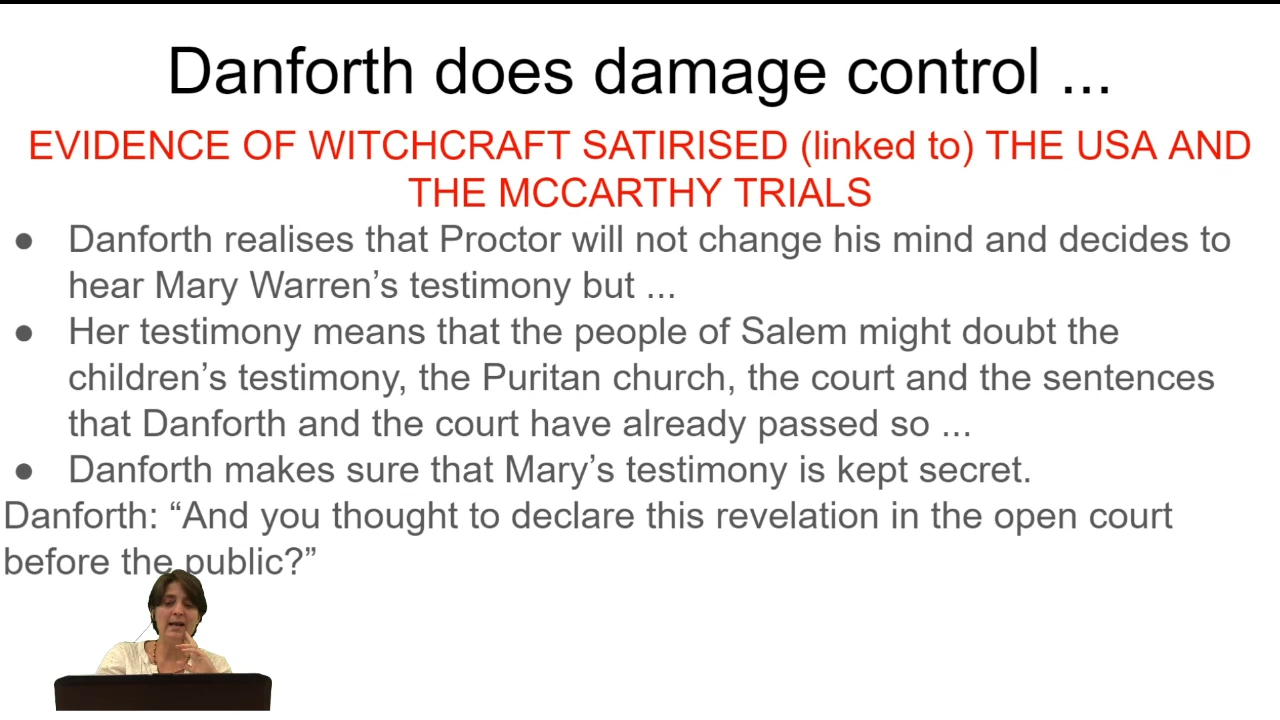 Danforth does damage control ...
EVIDENCE OF WITCHCRAFT SATIRISED (linked to) THE USA AND
THE MCCARTHY TRIALS
● Danforth realises that Proctor will not change his mind and decides to
hear Mary Warren’s testimony but ...
● Her testimony means that the people of Salem might doubt the
children’s testimony, the Puritan church, the court and the sentences
that Danforth and the court have already passed so ...
● Danforth makes sure that Mary’s testimony is kept secret.
Danforth: “And you thought to declare this revelation in the open court
before the public?”